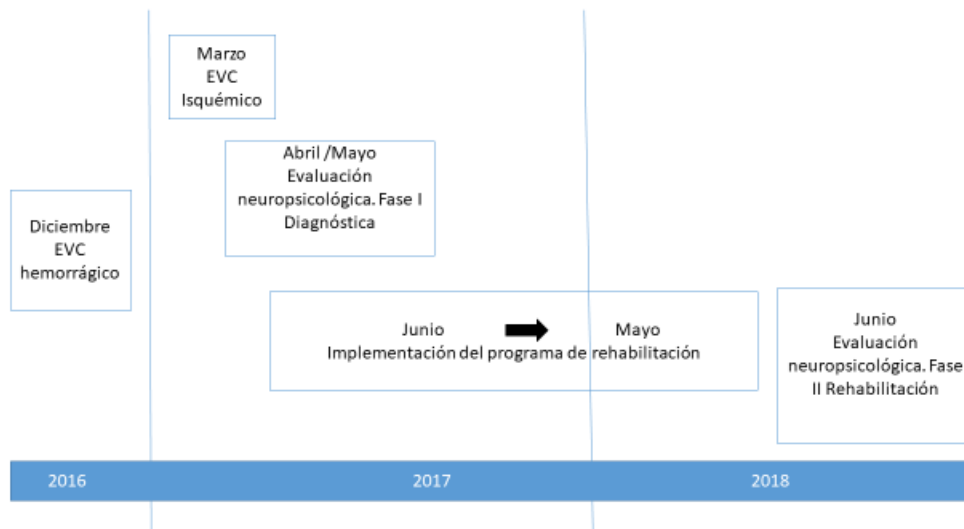 Marzo
EVC
Isquémico
Abril /Mayo
Evaluación
neuropsicológica. Fase I
Diagnóstica
Diciembre
EVC
hemorrágico
Junio Mayo
Implementación del programa de rehabilitación
Junio
Evaluación
neuropsicológica. Fase
II Rehabilitación
2016 2017 2018